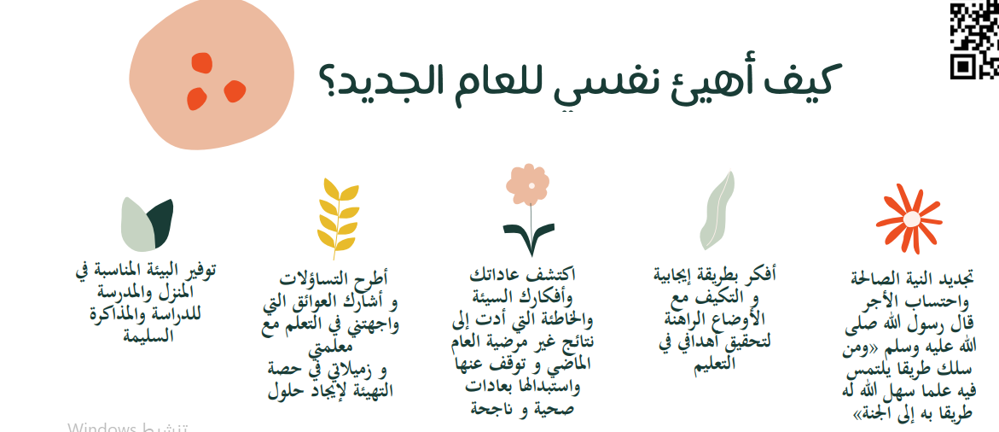 كيف أهيئ نفسي للعام الجديد؟
تجديد النية الصالحة
واحتساب الأجر
قال رسول الله صلى
الله عليه وسلم «ومن
سلك طريقا يلتمس
فيه علما سهل الله له
طريقا به إلى الجنة»
أفكر بطريقة إيجابية
و التكيف مع
الأوضاع الراهنة
لتحقيق اهدافي في
التعليم
اكتشف عاداتك
وأفكارك السيئة
والخاطئة التي أدت إلى
نتائج غير مرضية العام
الماضي و توقف عنها
واستبدالها بعادات
صحية و ناجحة
أطرح التساؤلات
و أشارك العوائق التي
واجهتني في التعلم مع
معلمتي
و زميلاتي في حصة
التهيئة لإيجاد حلول
توفير البيئة المناسبة في
المنزل والمدرسة
للدراسة والمذاكرة
السليمة
تنشيط Windows